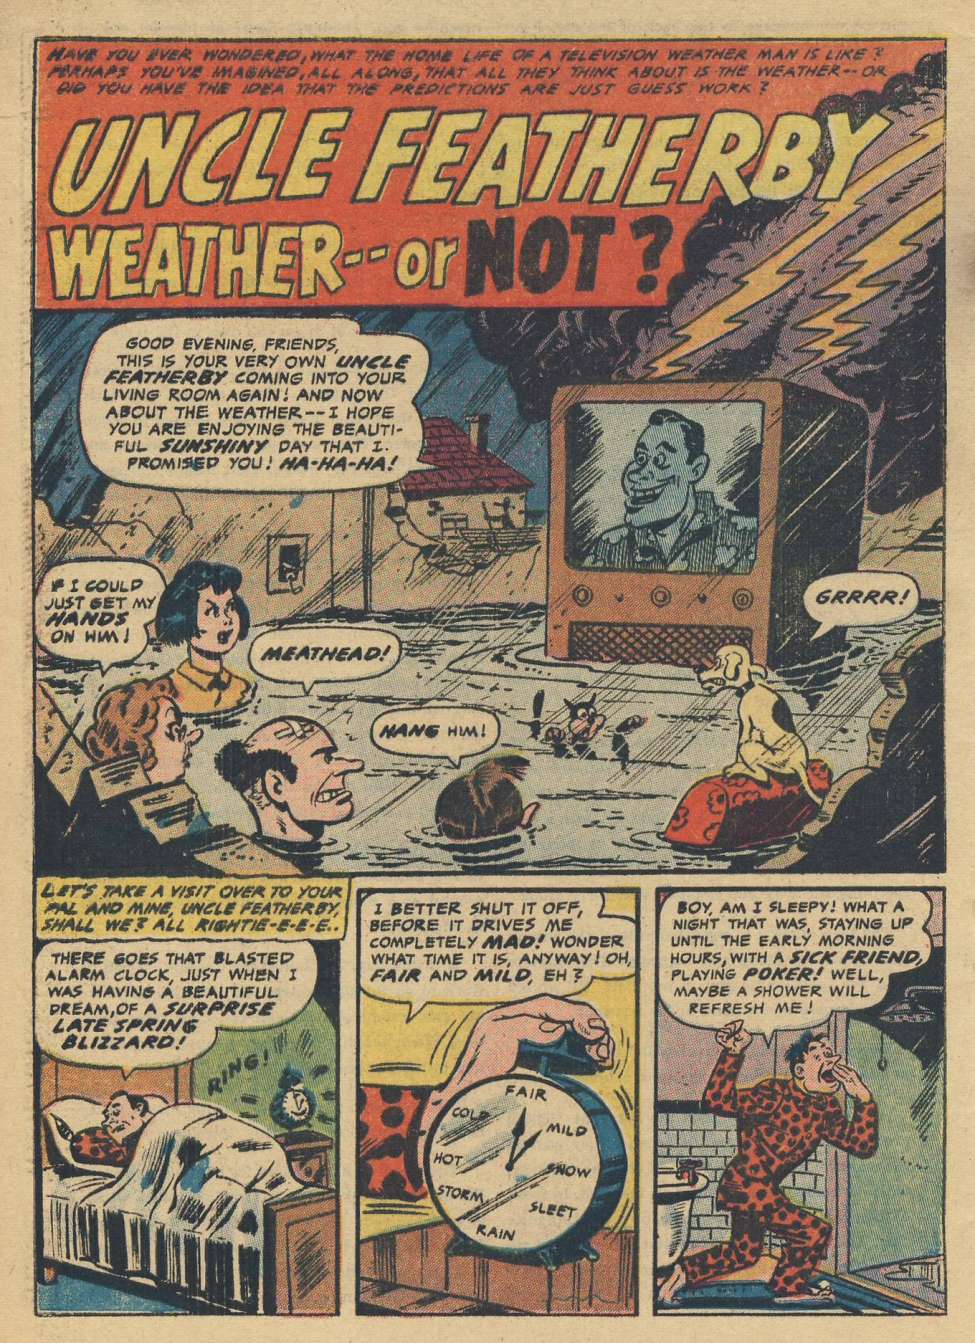 HAVE YOU EVER WONDERED, WHAT THE HOME LIFE OF A TELEVISION WEATHER MAN IS LIKE?
PERHAPS YOU'VE IMAGINED, ALL ALONG, THAT ALL THEY THINK ABOUT IS THE WEATHER--OR
DID YOU HAVE THE IDEA THAT THE PREDICTIONS ARE JUST GUESS WORK?
UNCLE FEATHERBY
WEATHER--or NOT?
GOOD EVENING, FRIENDS,
THIS IS YOUR VERY OWN UNCLE
FEATHERBY COMING INTO YOUR
LIVING ROOM AGAIN! AND NOW
ABOUT THE WEATHER--I HOPE
YOU ARE ENJOYING THE BEAUTI-
FUL SUNSHINY DAY THAT I
PROMISED YOU! HA-HA-HA!
IF I COULD
JUST GET MY
HANDS
ON HIM!
MEATHEAD!
HANG HIM!
GRRRR!
LET'S TAKE A VISIT OVER TO YOUR
PAL AND MINE, UNCLE FEATHERBY,
SHALL WE? ALL RIGHTIE-E-E-E..
THERE GOES THAT BLASTED
ALARM CLOCK, JUST WHEN I
WAS HAVING A BEAUTIFUL
DREAM, OF A SURPRISE
LATE SPRING
BLIZZARD!
RING!
I BETTER SHUT IT OFF,
BEFORE IT DRIVES ME
COMPLETELY MAD! WONDER
WHAT TIME IT IS, ANYWAY! OH,
FAIR AND MILD, EH?
FAIR
COLD
MILD
HOT
SNOW
STORM
SLEET
RAIN
BOY, AM I SLEEPY! WHAT A
NIGHT THAT WAS, STAYING UP
UNTIL THE EARLY MORNING
HOURS, WITH A SICK FRIEND,
PLAYING POKER! WELL,
MAYBE A SHOWER WILL
REFRESH ME!